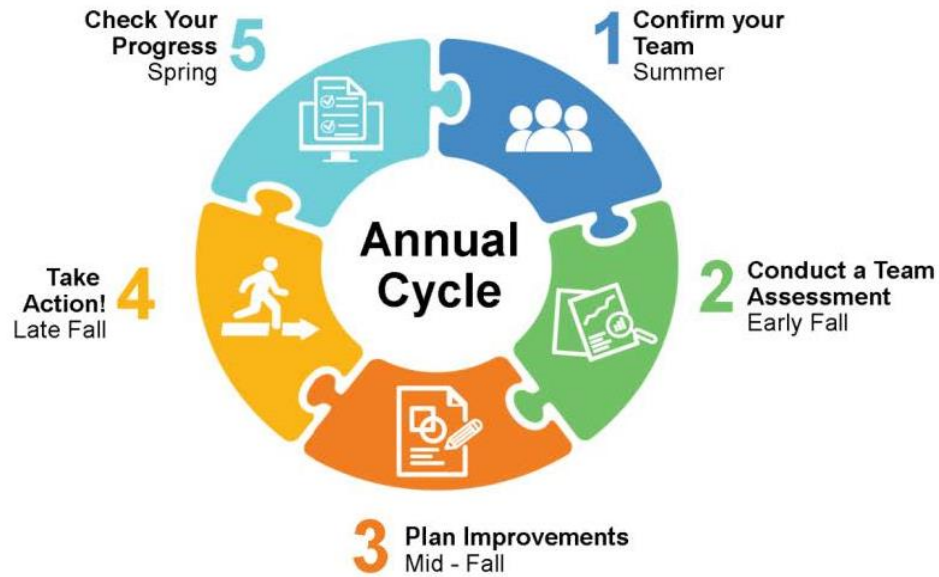 Annual
Cycle
1
Confirm your
Team
Summer
2
Conduct a Team
Assessment
Early Fall
3
Plan Improvements
Mid - Fall
4
Take
Action!
Late Fall
5
Check Your
Progress
Spring